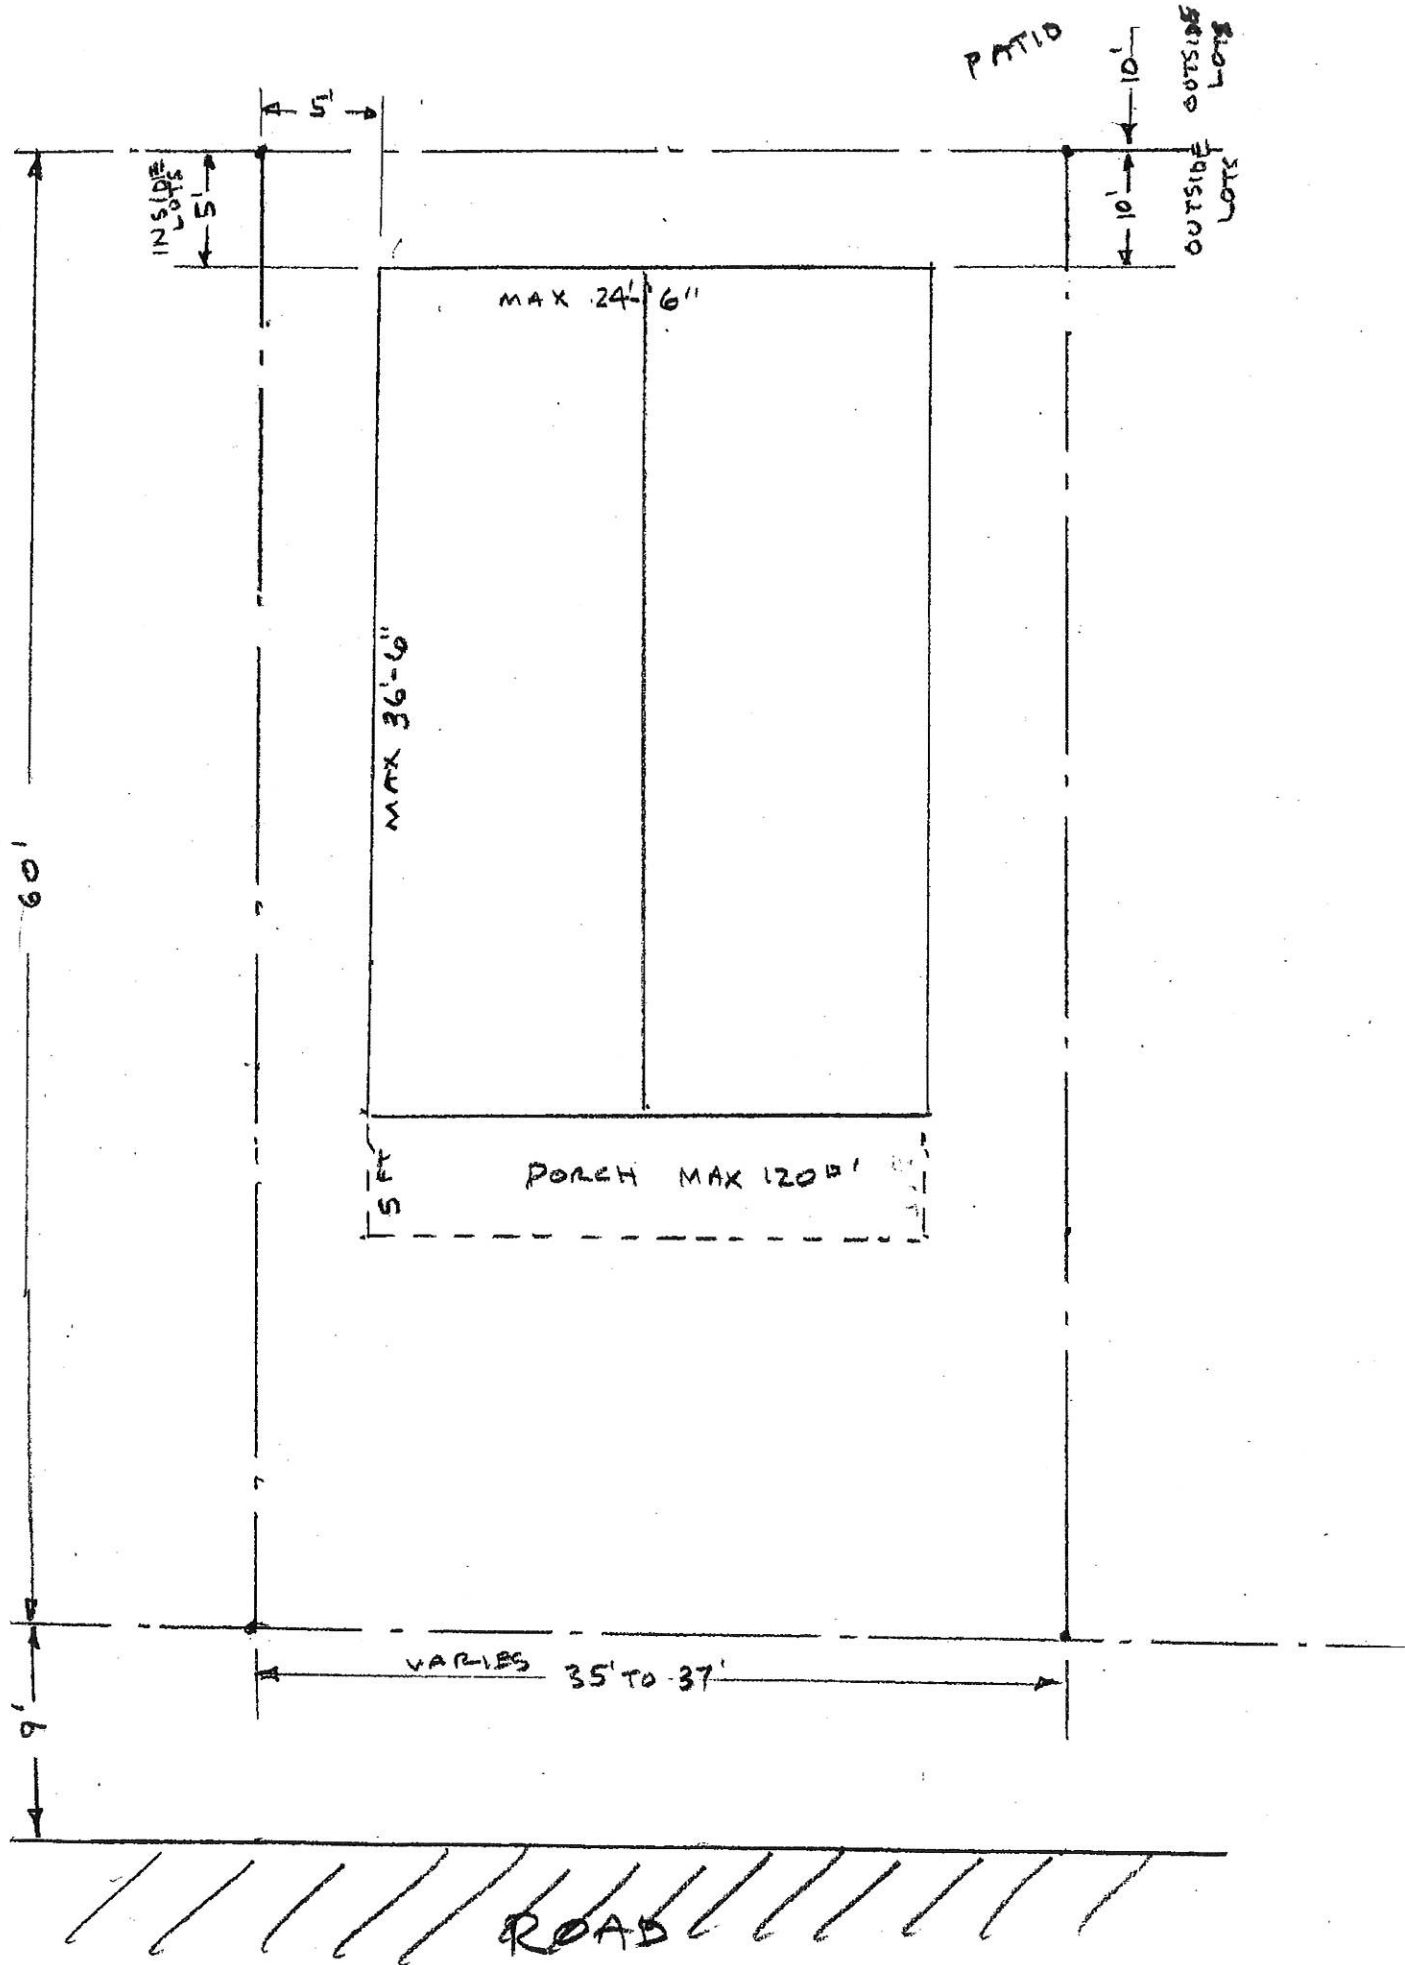 PATIO
10'
OUTSIDE
LOTS
5'
INSIDE
LOTS
5'
10'
OUTSIDE
LOTS
MAX 24'-6"
MAX 36'-6"
60'
5 FT
PORCH MAX 120□'
VARIES 35' TO 37'
9'
ROAD